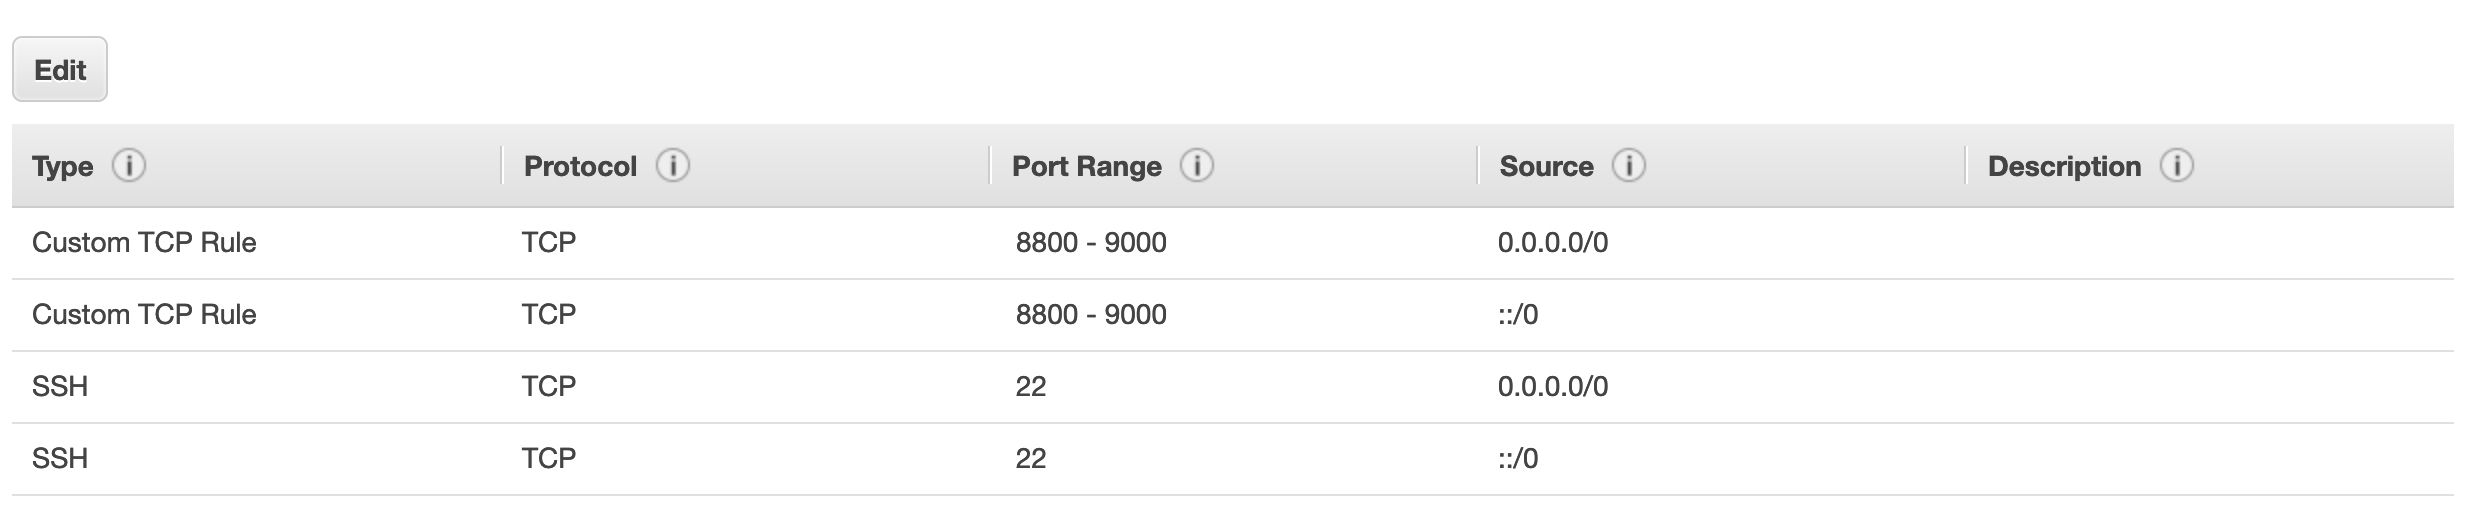 Edit
Type Protocol Port Range Source Description
Custom TCP Rule TCP 8800 - 9000 0.0.0.0/0
Custom TCP Rule TCP 8800 - 9000 ::/0
SSH TCP 22 0.0.0.0/0
SSH TCP 22 ::/0